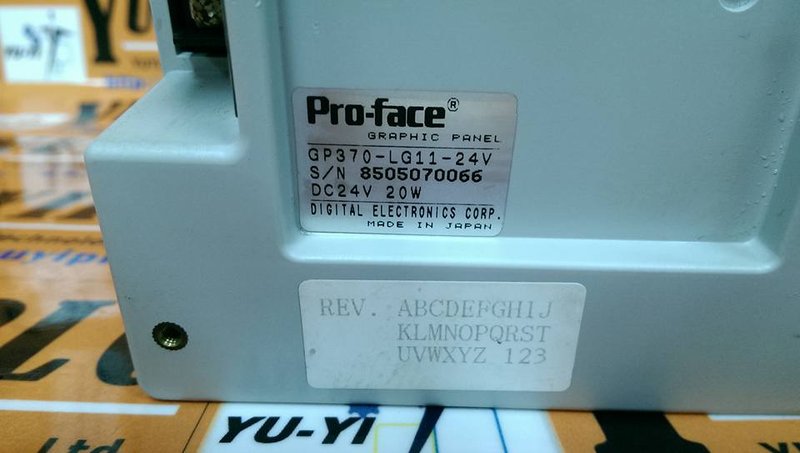 Pro-face®
GRAPHIC PANEL
GP370-LG11-24V
S/N 8505070066
DC24V 20W
DIGITAL ELECTRONICS CORP.
MADE IN JAPAN
REV. ABCDEFGHIJ
KLMNOPQRST
UVWXYZ 123
YU-YI
Ltd